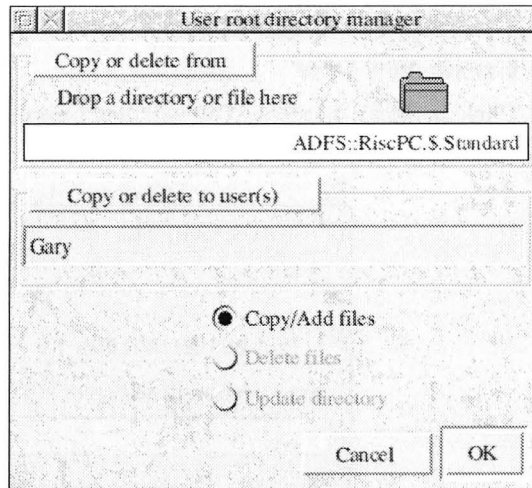 User root directory manager
Copy or delete from
Drop a directory or file here
ADFS::RiscPC.$.Standard
Copy or delete to user(s)
Gary
Copy/Add files
Delete files
Update directory
Cancel
OK